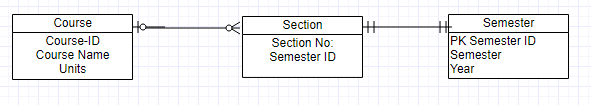 Course
Course-ID
Course Name
Units
Section
Section No:
Semester ID
Semester
PK Semester ID
Semester
Year